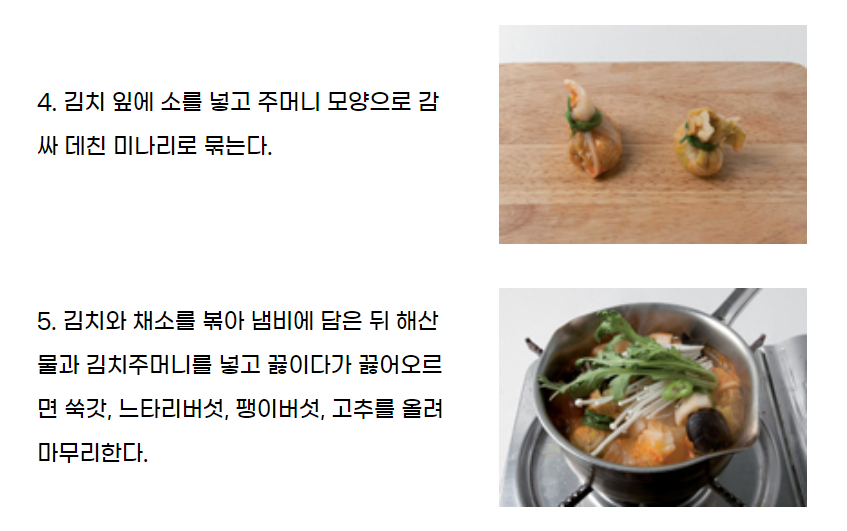 4. 김치 잎에 소를 넣고 주머니 모양으로 감
싸 데친 미나리로 묶는다.
5. 김치와 채소를 볶아 냄비에 담은 뒤 해산
물과 김치주머니를 넣고 끓이다가 끓어오르
면 쑥갓, 느타리버섯, 팽이버섯, 고추를 올려
마무리한다.